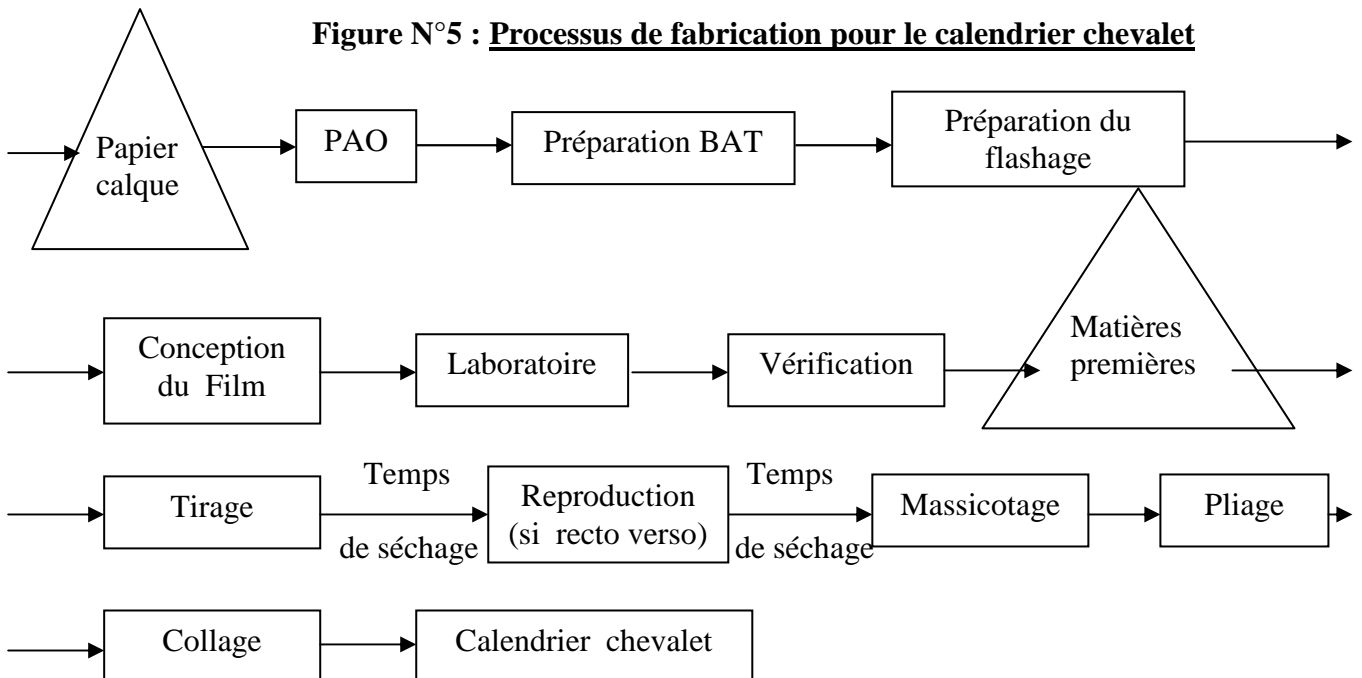 Figure N°5 : Processus de fabrication pour le calendrier chevalet
Papier
calque
PAO
Préparation BAT
Préparation du
flashage
Conception
du Film
Laboratoire
Vérification
Matières
premières
Tirage
Temps
de séchage
Reproduction
(si recto verso)
Temps
de séchage
Massicotage
Pliage
Collage
Calendrier chevalet